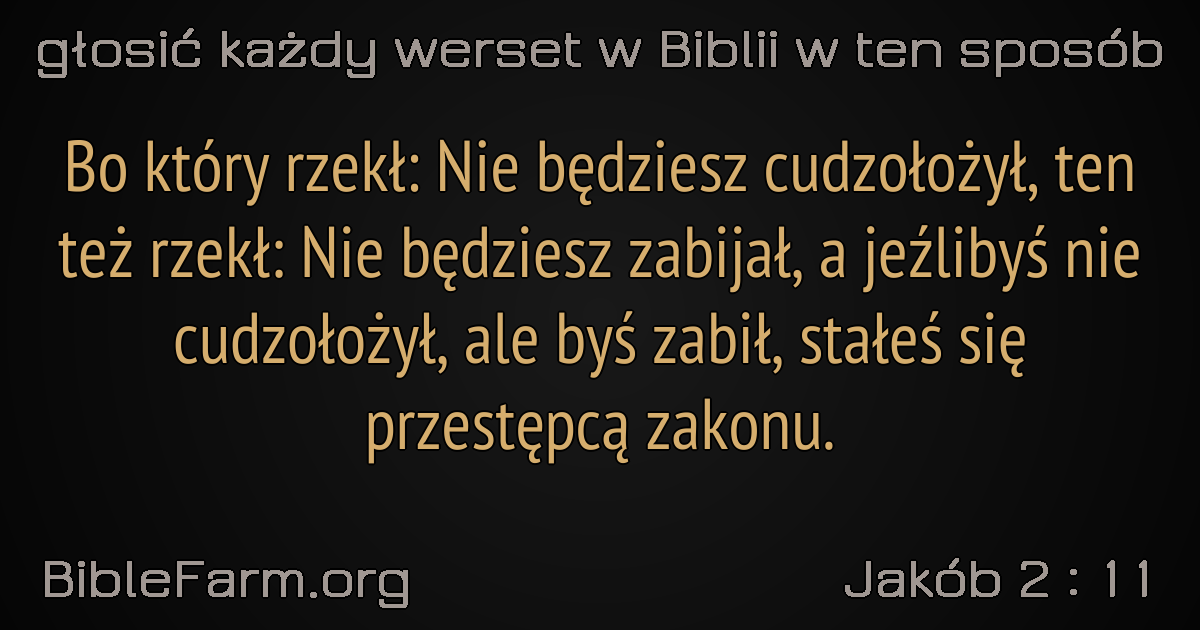 głosić każdy werset w Biblii w ten sposób
Bo który rzekł: Nie będziesz cudzołożył, ten
też rzekł: Nie będziesz zabijał, a jeźlibyś nie
cudzołożył, ale byś zabił, stałeś się
przestępcą zakonu.
BibleFarm.org
Jakób 2 : 11